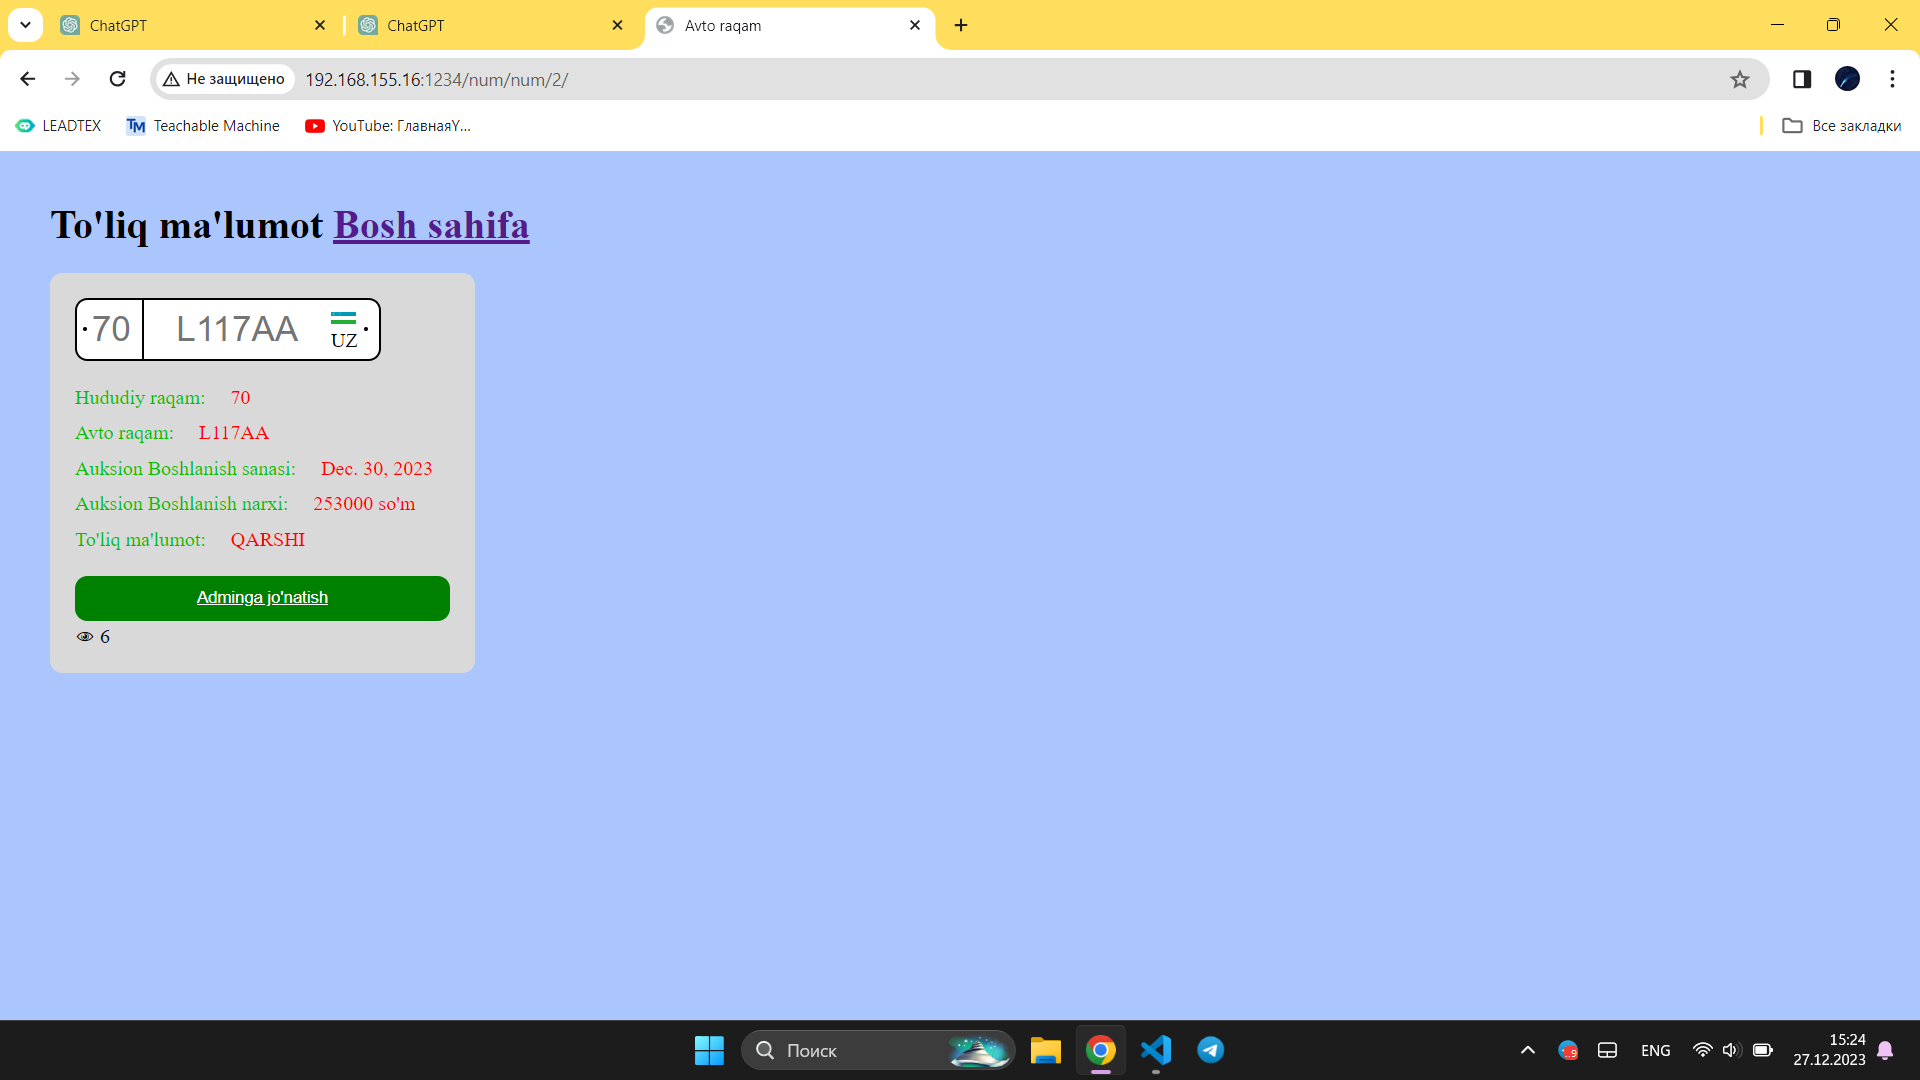 ChatGPT
ChatGPT
Avto raqam
Не защищено
192.168.155.16:1234/num/num/2/
LEADTEX
Teachable Machine
YouTube: ГлавнаяY...
Все закладки
To'liq ma'lumot Bosh sahifa
70 L117AA UZ
Hududiy raqam: 70
Avto raqam: L117AA
Auksion Boshlanish sanasi: Dec. 30, 2023
Auksion Boshlanish narxi: 253000 so'm
To'liq ma'lumot: QARSHI
Adminga jo'natish
6
Поиск
ENG
15:24
27.12.2023